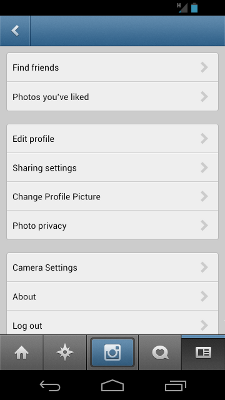 Find friends
Photos you've liked
Edit profile
Sharing settings
Change Profile Picture
Photo privacy
Camera Settings
About
Log out